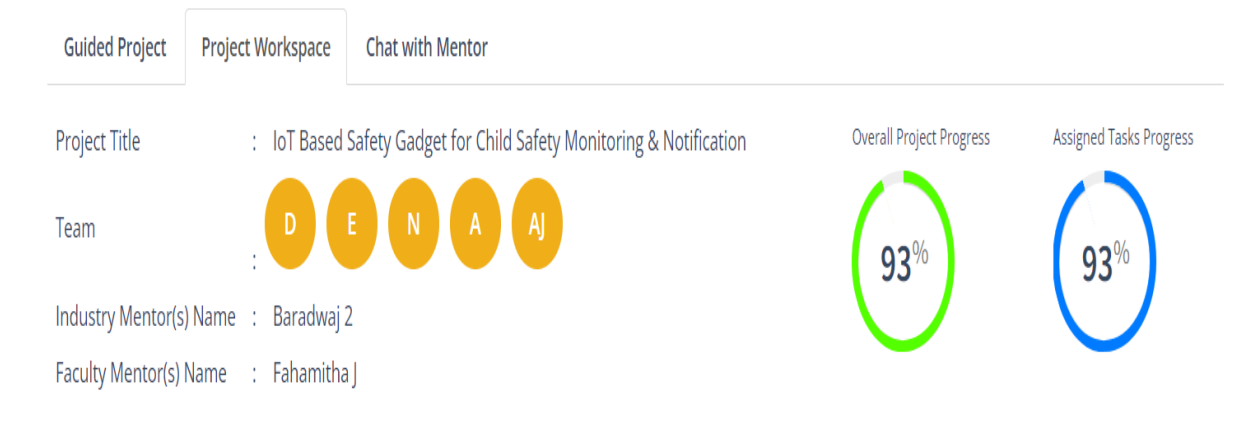 Guided Project Project Workspace Chat with Mentor
Project Title : IoT Based Safety Gadget for Child Safety Monitoring & Notification
Overall Project Progress Assigned Tasks Progress
Team : D E N A AJ
93% 93%
Industry Mentor(s) Name : Baradwaj 2
Faculty Mentor(s) Name : Fahamitha J